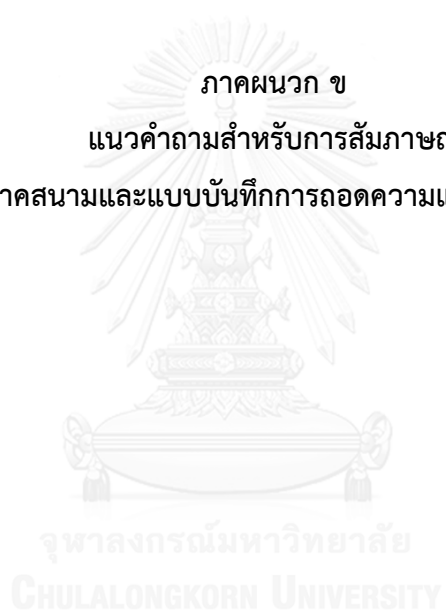 ภาคผนวก ข
แนวคำถามสำหรับการสัมภาษ
าคสนามและแบบบันทึกการถอดความแ
จุฬาลงกรณ์มหาวิทยาลัย
CHULALONGKORN UNIVERSITY